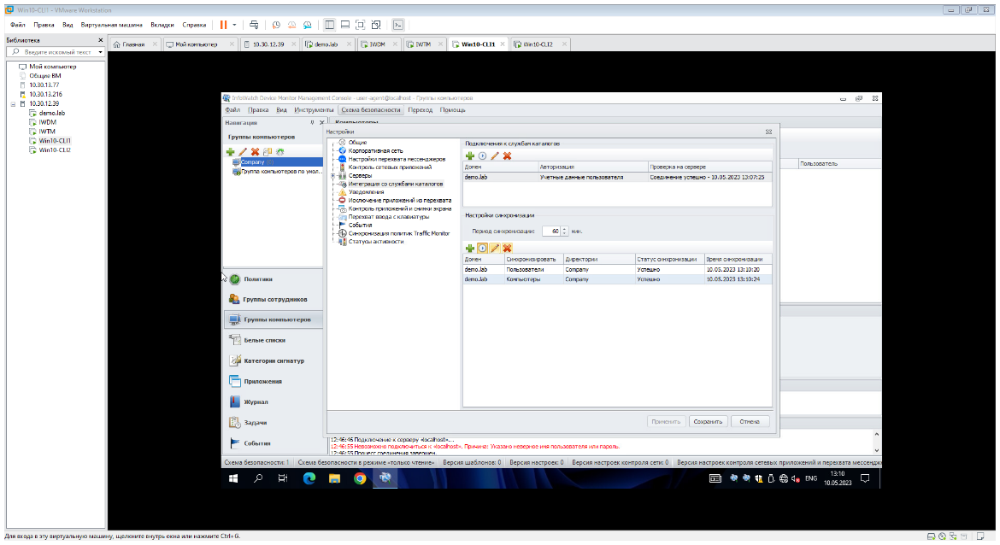 Win10-CLI1 - VMware Workstation
Файл Правка Вид Виртуальная машина Вкладки Справка
Библиотека
Введите искомый текст
Мой компьютер
Общие ВМ
10.30.13.77
10.30.13.216
10.30.12.39
demo.lab
IWDM
IWTM
Win10-CLI1
Win10-CLI2
Главная Мой компьютер 10.30.12.39 demo.lab IWDM IWTM Win10-CLI1 Win10-CLI2
InfoWatch Device Monitor Management Console - user-agent@localhost - Группы компьютеров
Файл Правка Вид Инструменты Схема безопасности Переход Помощь
Навигация
Группы компьютеров
Company
Группа компьютеров по умол...
Политики
Группы сотрудников
Группы компьютеров
Белые списки
Категории сигнатур
Приложения
Журнал
Задачи
События
Компьютеры
Пользователь
Настройки
Общие
Корпоративная сеть
Настройки перехвата мессенджеров
Контроль сетевых приложений
Серверы
Интеграция со службами каталогов
Уведомления
Исключение приложений из перехвата
Контроль приложений и снимки экрана
Перехват ввода с клавиатуры
События
Синхронизация политик Traffic Monitor
Статусы активности
Подключения к службам каталогов
Домен Авторизация Проверка на сервере
demo.lab Учетные данные пользователя Соединение успешно - 10.05.2023 13:07:25
Настройки синхронизации
Период синхронизации: 60 мин.
Домен Синхронизировать Директории Статус синхронизации Время синхронизации
demo.lab Пользователи Company Успешно 10.05.2023 13:10:20
demo.lab Компьютеры Company Успешно 10.05.2023 13:10:24
Применить Сохранить Отмена
12:46:46 Подключение к серверу «localhost»...
12:46:55 Невозможно подключиться к «localhost». Причина: Указано неверное имя пользователя или пароль.
12:46:55 Процесс соединения завершен.
Схема безопасности: 1 Схема безопасности в режиме «только чтение» Версия шаблонов: 0 Версия настроек: 0 Версия настроек контроля сети: 0 Версия настроек контроля сетевых приложений и перехвата мессендж
ENG
13:10
10.05.2023
Для входа в эту виртуальную машину, щелкните внутрь окна или нажмите Ctrl+G.